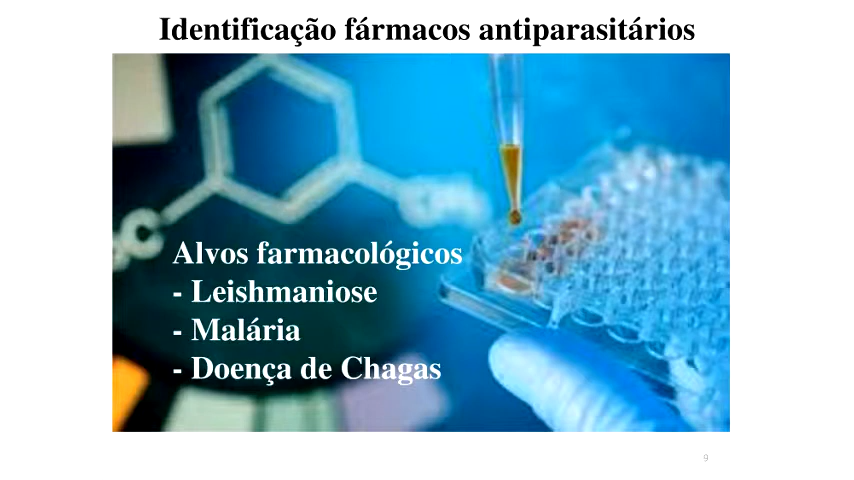 Identificação fármacos antiparasitários
C
Alvos farmacológicos
- Leishmaniose
- Malária
- Doença de Chagas
9